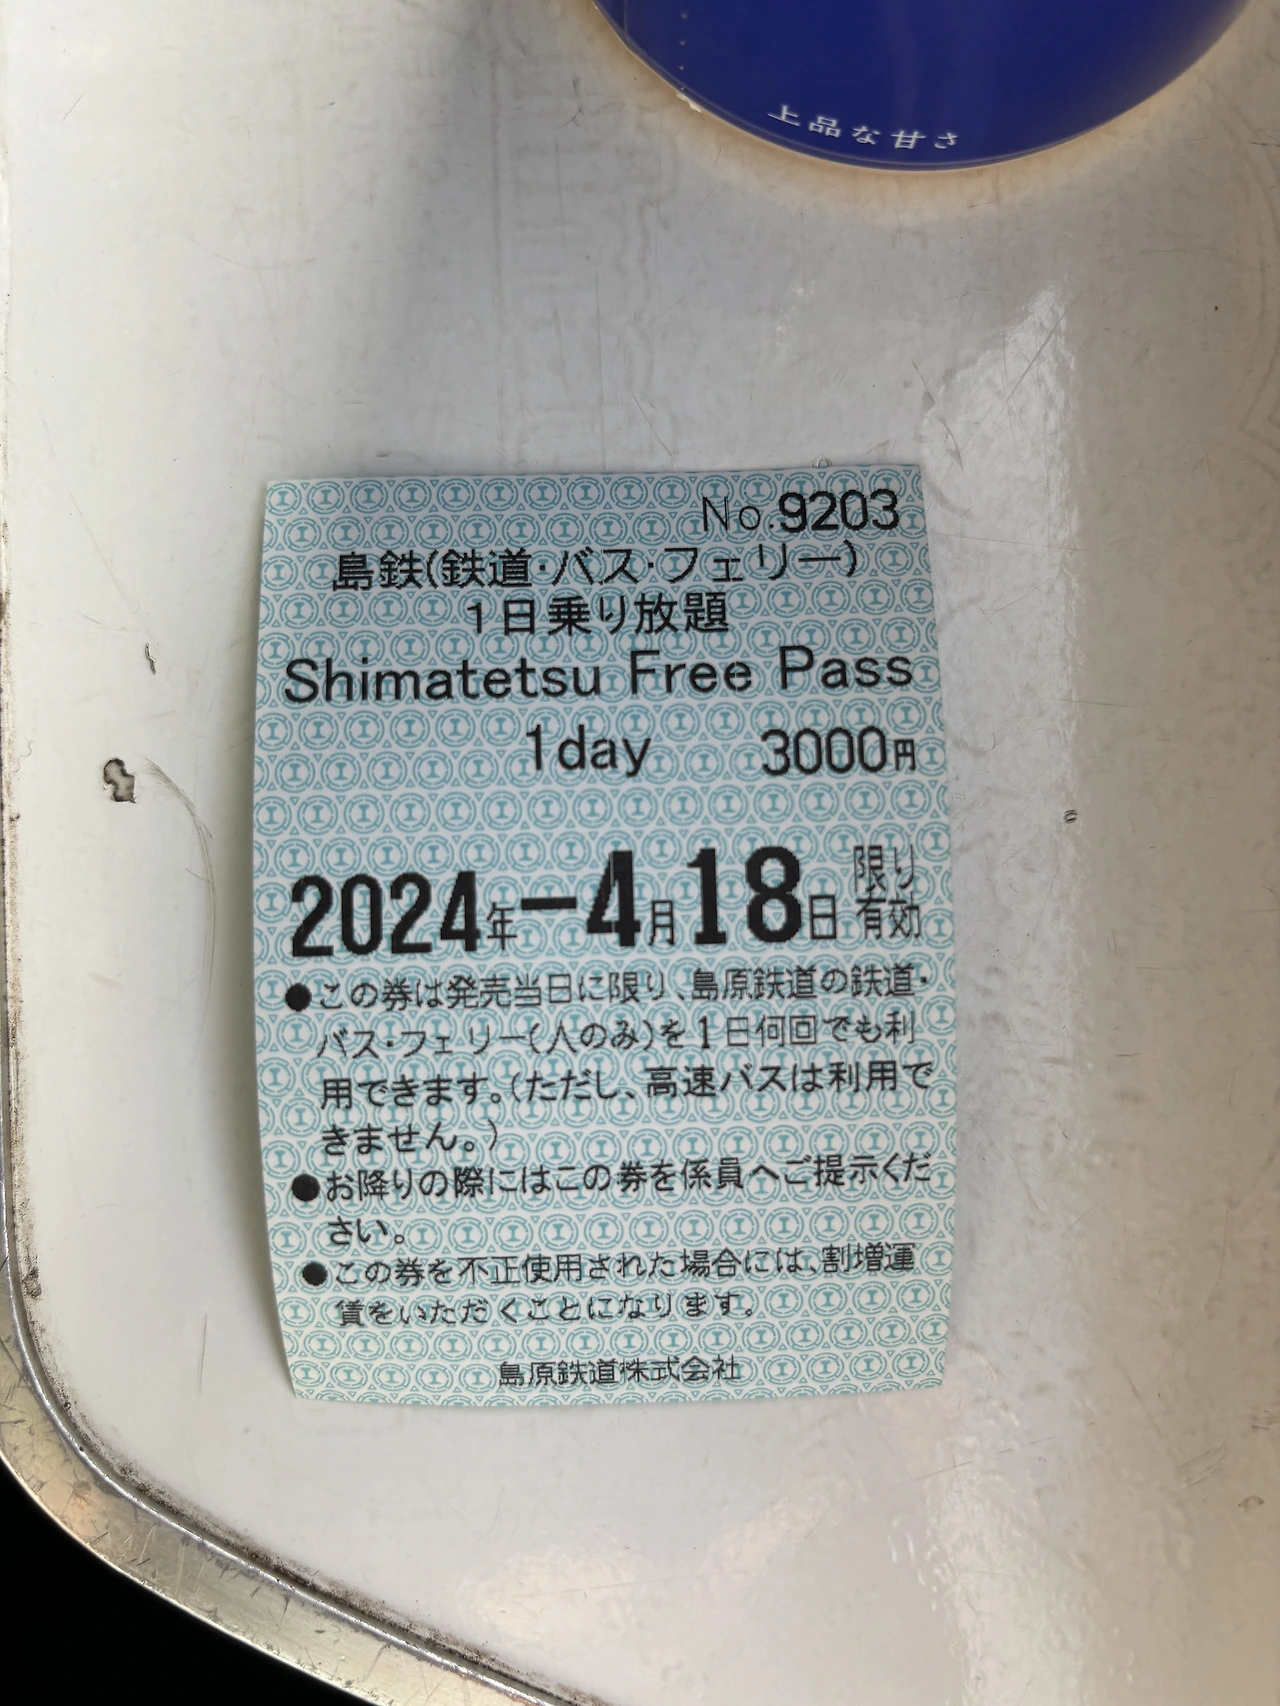 上品な甘さ
No.9203
島鉄(鉄道・バス・フェリー)
1日乗り放題
Shimatetsu Free Pass
1day 3000円
2024年-4月18日 限り有効
●この券は発売当日に限り、島原鉄道の鉄道・
バス・フェリー(人のみ)を1日何回でも利
用できます。(ただし、高速バスは利用で
きません。)
●お降りの際にはこの券を係員へご提示くだ
さい。
●この券を不正使用された場合には、割増運
賃をいただくことになります。
島原鉄道株式会社